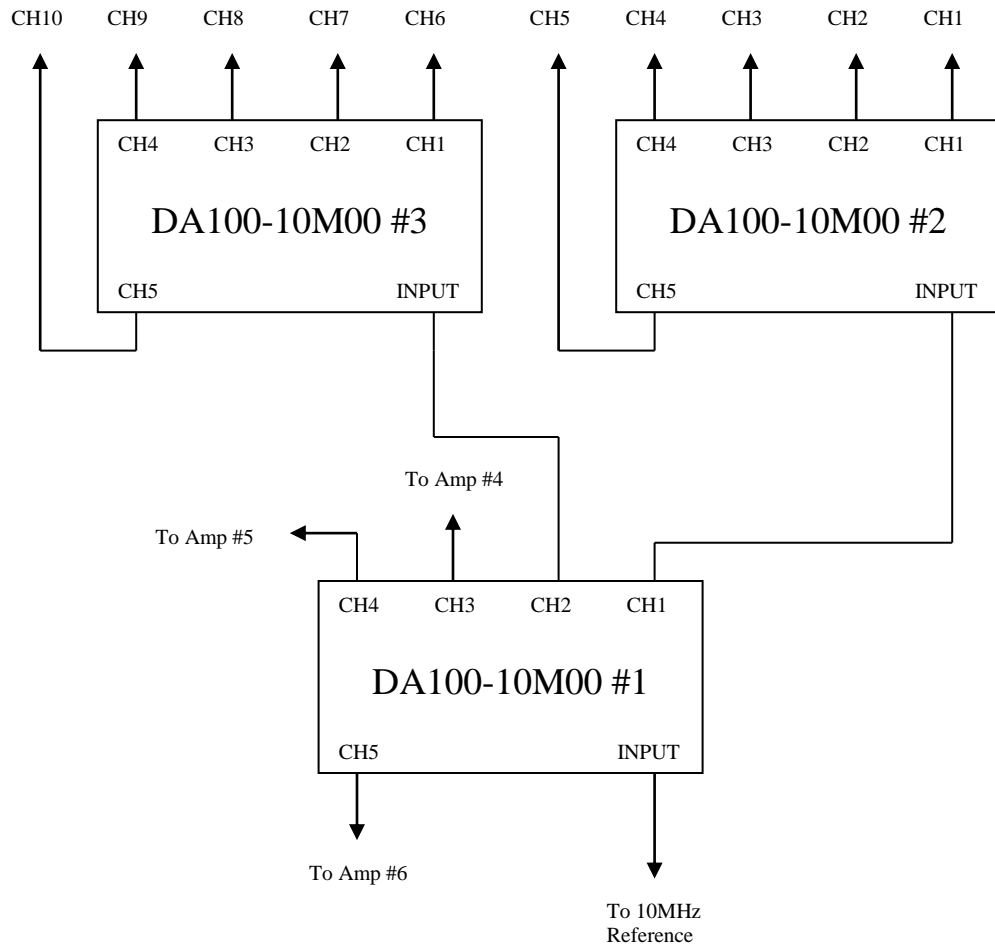 CH10 CH9 CH8 CH7 CH6 CH5 CH4 CH3 CH2 CH1
CH4 CH3 CH2 CH1 CH4 CH3 CH2 CH1
DA100-10M00 #3 DA100-10M00 #2
CH5 INPUT CH5 INPUT
To Amp #4
To Amp #5
CH4 CH3 CH2 CH1
DA100-10M00 #1
CH5 INPUT
To Amp #6
To 10MHz
Reference